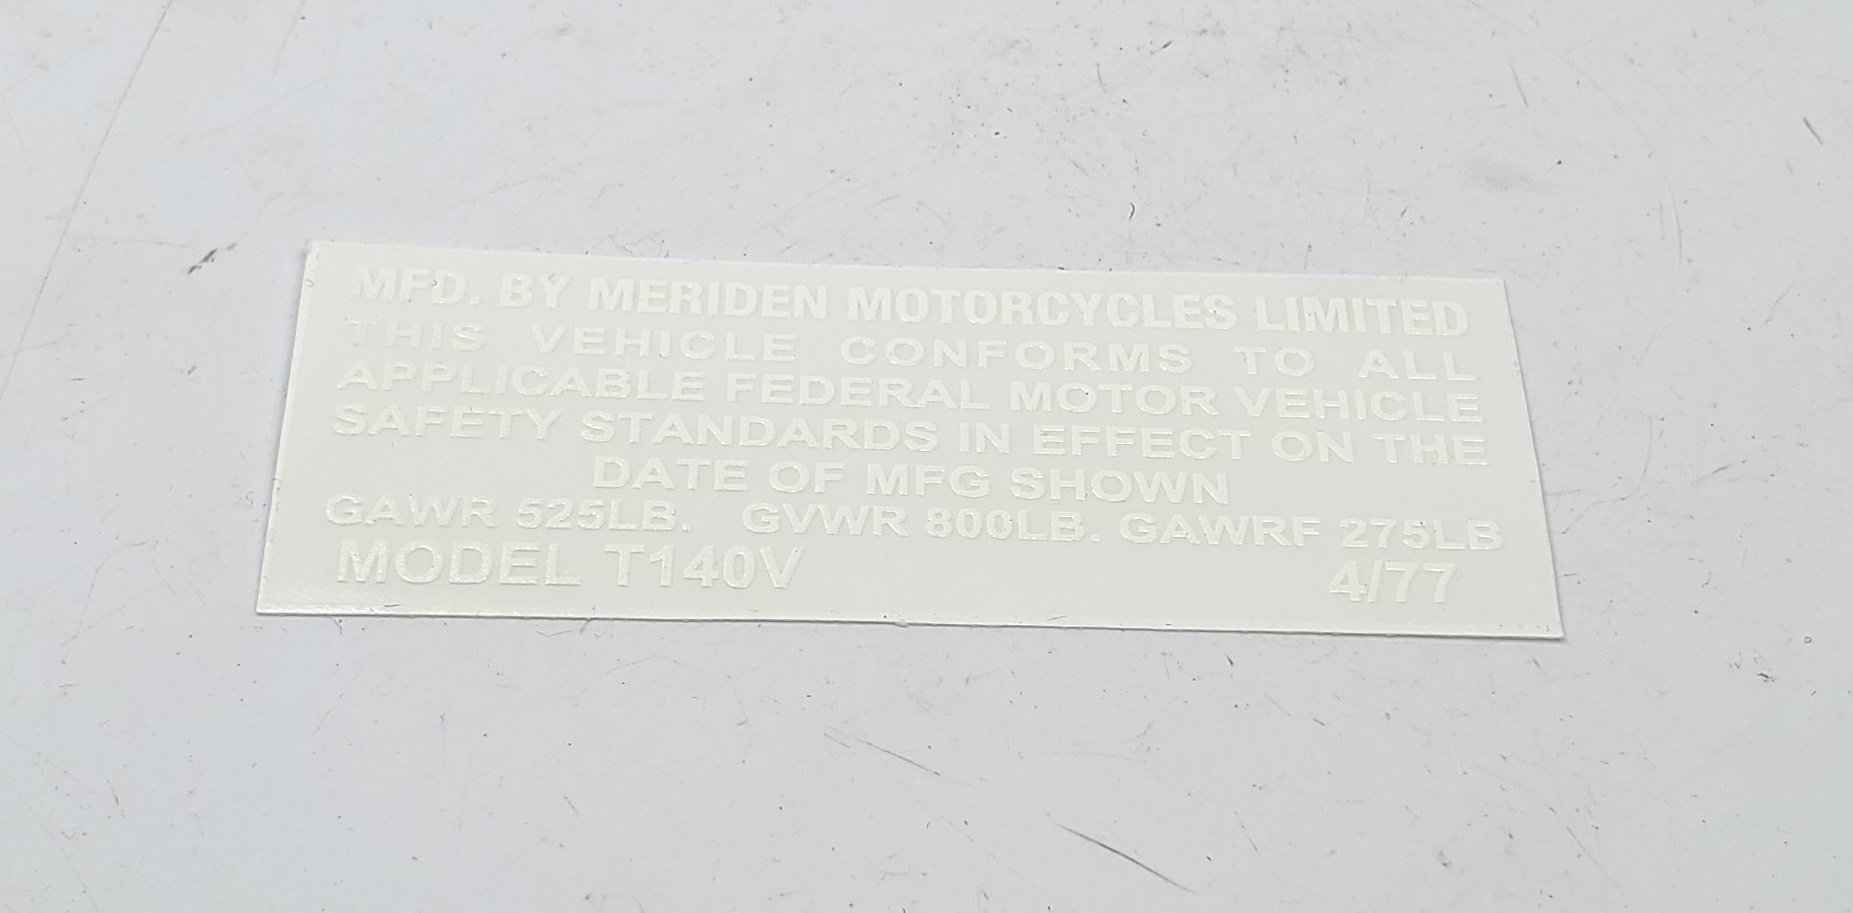 MFD. BY MERIDEN MOTORCYCLES LIMITED
THIS VEHICLE CONFORMS TO ALL
APPLICABLE FEDERAL MOTOR VEHICLE
SAFETY STANDARDS IN EFFECT ON THE
DATE OF MFG SHOWN
GAWR 525LB. GVWR 800LB. GAWRF 275LB
MODEL T140V 4/77